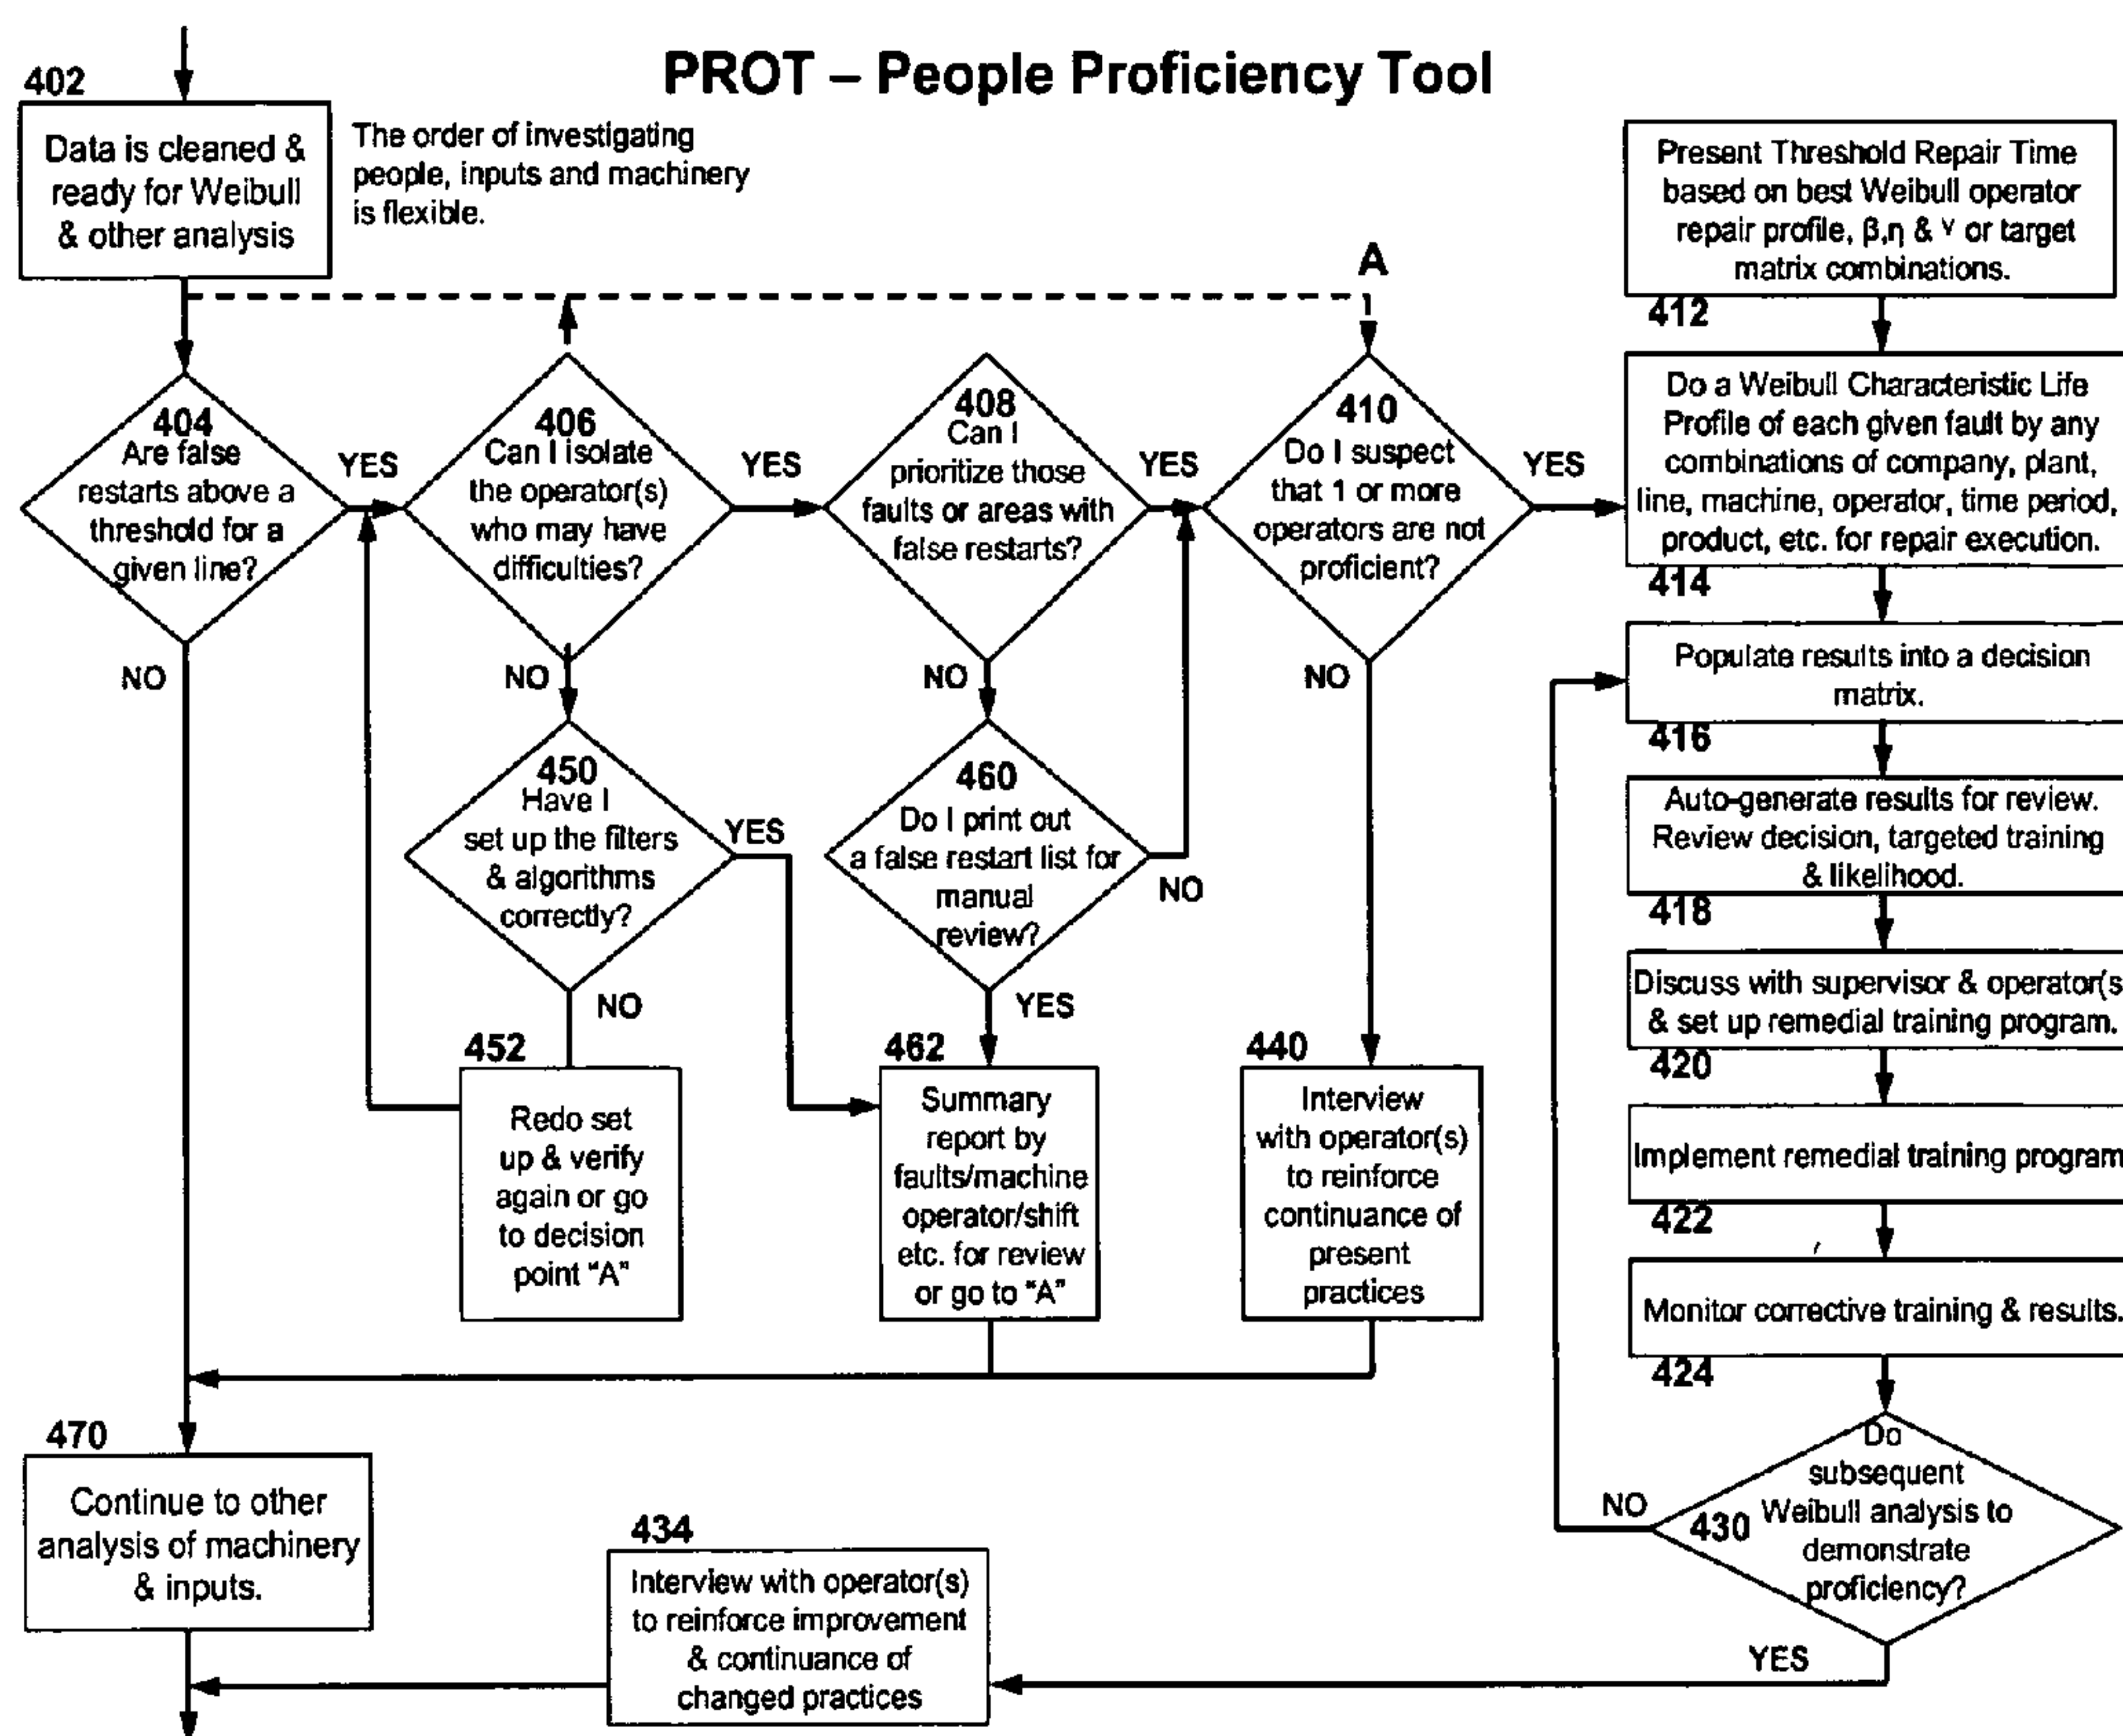 PROT – People Proficiency Tool
402
Data is cleaned &
ready for Weibull
& other analysis
The order of investigating
people, inputs and machinery
is flexible.
A
404
Are false
restarts above a
threshold for a
given line?
YES
NO
406
Can I isolate
the operator(s)
who may have
difficulties?
YES
NO
408
Can I
prioritize those
faults or areas with
false restarts?
YES
NO
410
Do I suspect
that 1 or more
operators are not
proficient?
YES
NO
450
Have I
set up the filters
& algorithms
correctly?
YES
NO
460
Do I print out
a false restart list for
manual
review?
NO
YES
452
Redo set
up & verify
again or go
to decision
point "A"
462
Summary
report by
faults/machine
operator/shift
etc. for review
or go to "A"
440
Interview
with operator(s)
to reinforce
continuance of
present
practices
470
Continue to other
analysis of machinery
& inputs.
434
Interview with operator(s)
to reinforce improvement
& continuance of
changed practices
Present Threshold Repair Time
based on best Weibull operator
repair profile, β,η & γ or target
matrix combinations.
412
Do a Weibull Characteristic Life
Profile of each given fault by any
combinations of company, plant,
line, machine, operator, time period,
product, etc. for repair execution.
414
Populate results into a decision
matrix.
416
Auto-generate results for review.
Review decision, targeted training
& likelihood.
418
Discuss with supervisor & operator(s
& set up remedial training program.
420
Implement remedial training program
422
Monitor corrective training & results.
424
Do
subsequent
Weibull analysis to
430
demonstrate
proficiency?
NO
YES